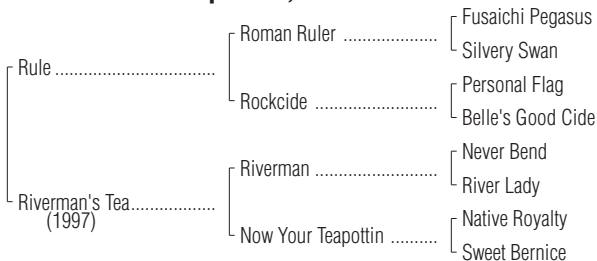 Fusaichi Pegasus
Roman Ruler ..................
Silvery Swan
Rule ...............................
Personal Flag
Rockcide ........................
Belle's Good Cide
Never Bend
Riverman ........................
River Lady
Riverman's Tea................
(1997)
Native Royalty
Now Your Teapottin .........
Sweet Bernice